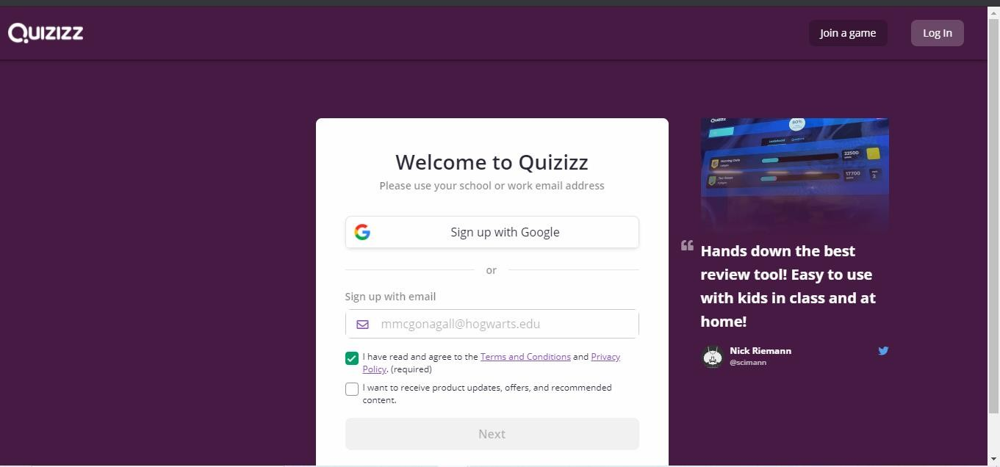 Quizizz
Join a game
Log In
Welcome to Quizizz
Please use your school or work email address
Sign up with Google
or
Sign up with email
mmcgonagall@hogwarts.edu
I have read and agree to the Terms and Conditions and Privacy
Policy. (required)
I want to receive product updates, offers, and recommended
content.
Next
Quizizz
80%
Leaderboard Questions
22500
17700
2
“ Hands down the best
review tool! Easy to use
with kids in class and at
home!
Nick Riemann
@scimann